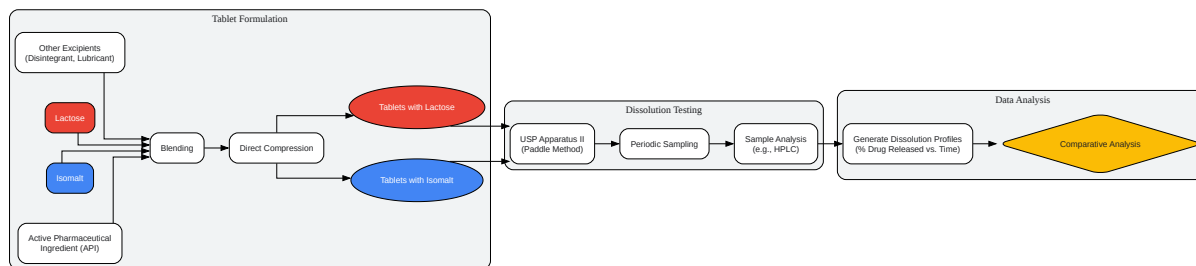 Tablet Formulation
Other Excipients
(Disintegrant, Lubricant)
Lactose
Isomalt
Active Pharmaceutical
Ingredient (API)
Blending
Direct Compression
Tablets with Lactose
Tablets with Isomalt
Dissolution Testing
USP Apparatus II
(Paddle Method)
Periodic Sampling
Sample Analysis
(e.g., HPLC)
Data Analysis
Generate Dissolution Profiles
(% Drug Released vs. Time)
Comparative Analysis